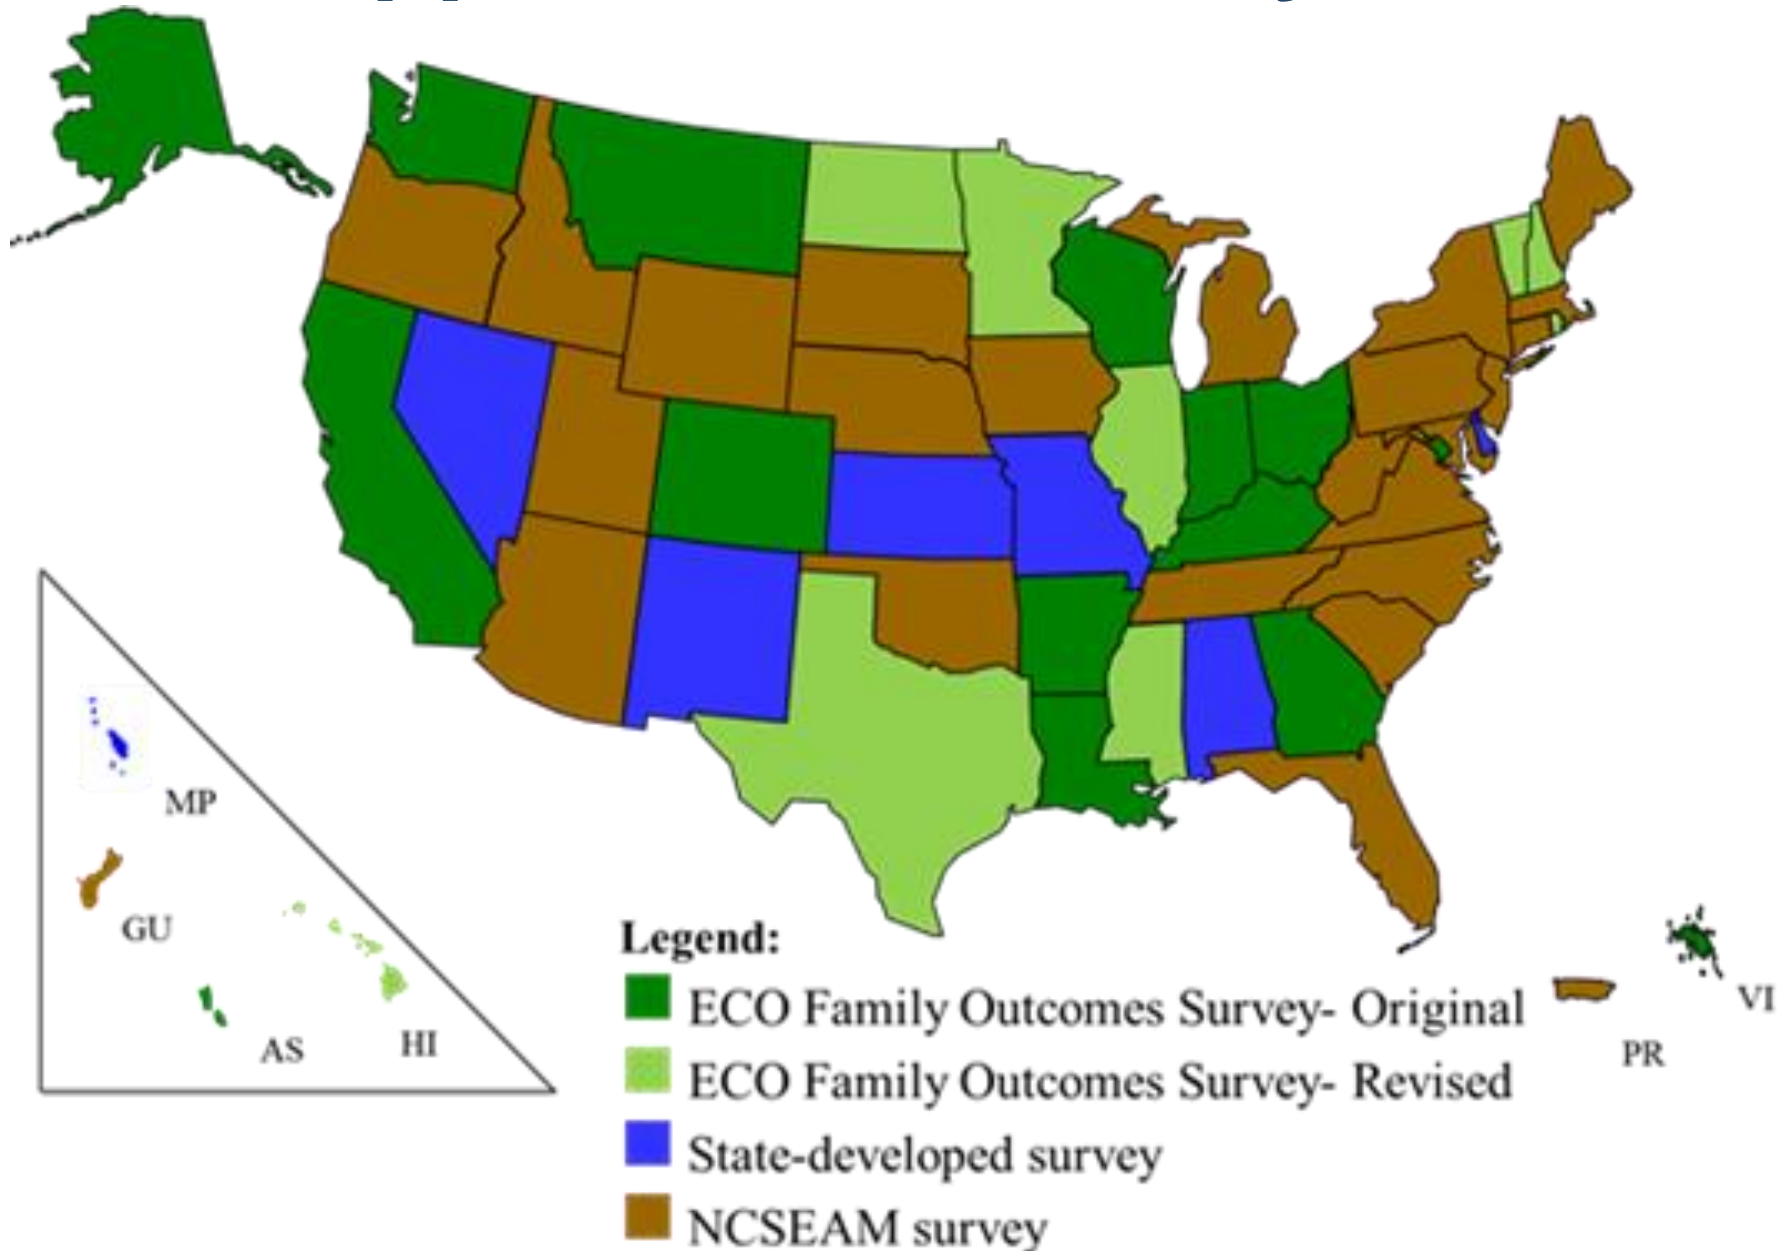 MP
GU
AS
HI
Legend:
ECO Family Outcomes Survey- Original
ECO Family Outcomes Survey- Revised
State-developed survey
NCSEAM survey
VI
PR